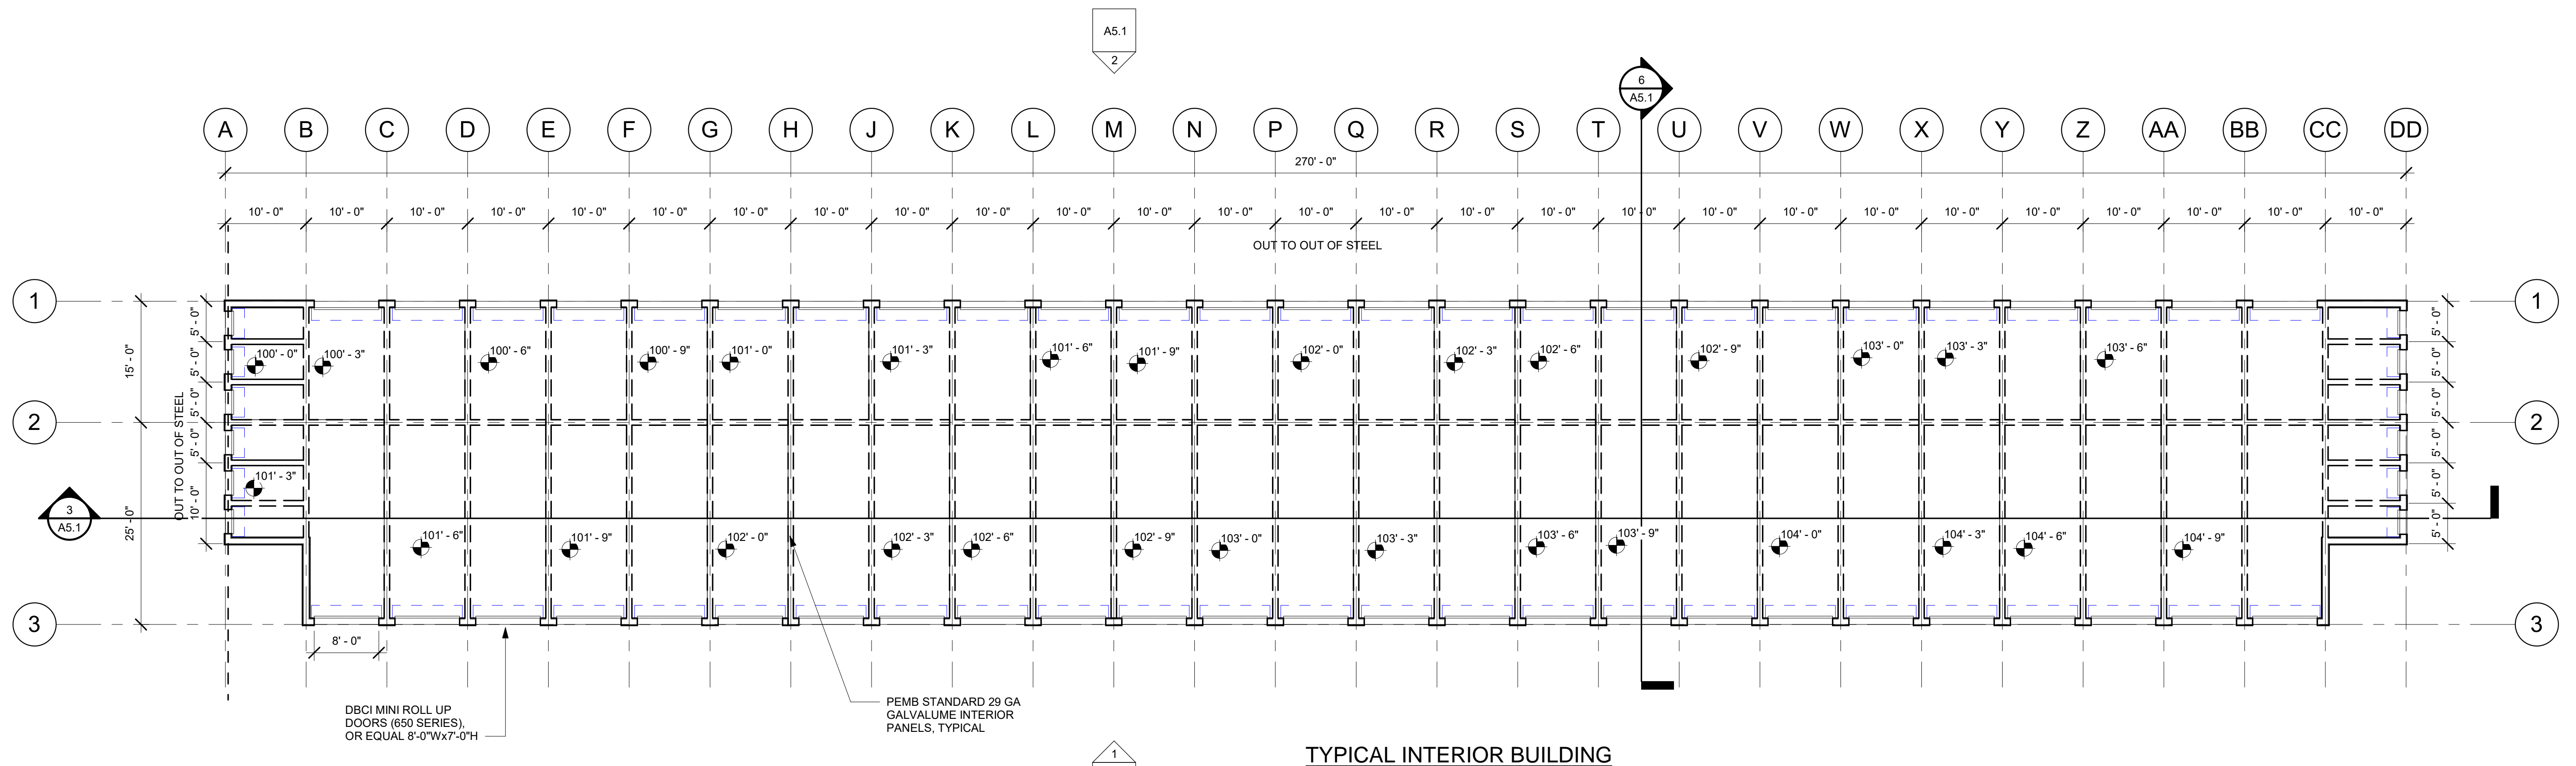 A5.1
2
6
A5.1
A B C D E F G H J K L M N P Q R S T U V W X Y Z AA BB CC DD
270' - 0"
10' - 0" 10' - 0" 10' - 0" 10' - 0" 10' - 0" 10' - 0" 10' - 0" 10' - 0" 10' - 0" 10' - 0" 10' - 0" 10' - 0" 10' - 0" 10' - 0" 10' - 0" 10' - 0" 10' - 0" 10' - 0" 10' - 0" 10' - 0" 10' - 0" 10' - 0" 10' - 0" 10' - 0" 10' - 0" 10' - 0" 10' - 0"
OUT TO OUT OF STEEL
1 1
15' - 0"
5' - 0"
5' - 0"
5' - 0"
5' - 0"
10' - 0"
25' - 0"
OUT TO OUT OF STEEL
100' - 0" 100' - 3" 100' - 6" 100' - 9" 101' - 0" 101' - 3" 101' - 6" 101' - 9" 102' - 0" 102' - 3" 102' - 6" 102' - 9" 103' - 0" 103' - 3" 103' - 6"
5' - 0"
5' - 0"
5' - 0"
5' - 0"
5' - 0"
5' - 0"
2 2
101' - 3"
3
A5.1
101' - 6" 101' - 9" 102' - 0" 102' - 3" 102' - 6" 102' - 9" 103' - 0" 103' - 3" 103' - 6" 103' - 9" 104' - 0" 104' - 3" 104' - 6" 104' - 9"
3 3
8' - 0"
DBCI MINI ROLL UP
DOORS (650 SERIES),
OR EQUAL 8'-0"Wx7'-0"H
PEMB STANDARD 29 GA
GALVALUME INTERIOR
PANELS, TYPICAL
1
TYPICAL INTERIOR BUILDING